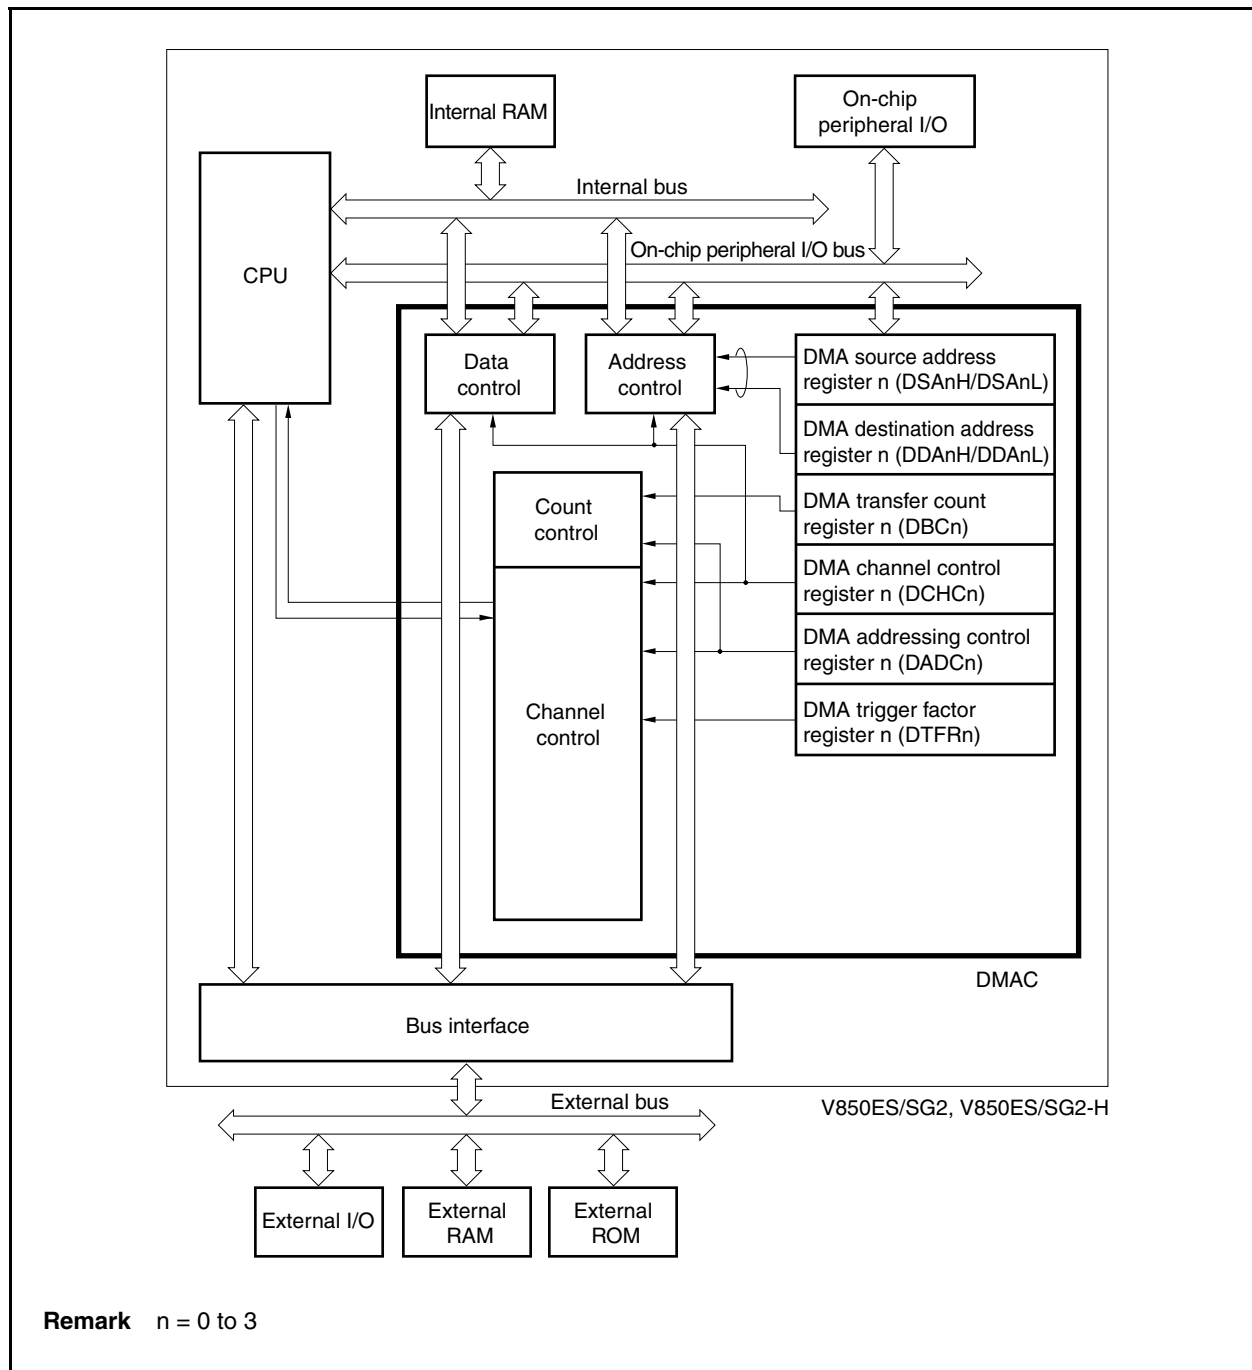 Internal RAM
On-chip
peripheral I/O
Internal bus
On-chip peripheral I/O bus
CPU
Data
control
Address
control
DMA source address
register n (DSAnH/DSAnL)
DMA destination address
register n (DDAnH/DDAnL)
Count
control
DMA transfer count
register n (DBCn)
DMA channel control
register n (DCHCn)
DMA addressing control
register n (DADCn)
Channel
control
DMA trigger factor
register n (DTFRn)
DMAC
Bus interface
V850ES/SG2, V850ES/SG2-H
External bus
External I/O
External
RAM
External
ROM
Remark n = 0 to 3